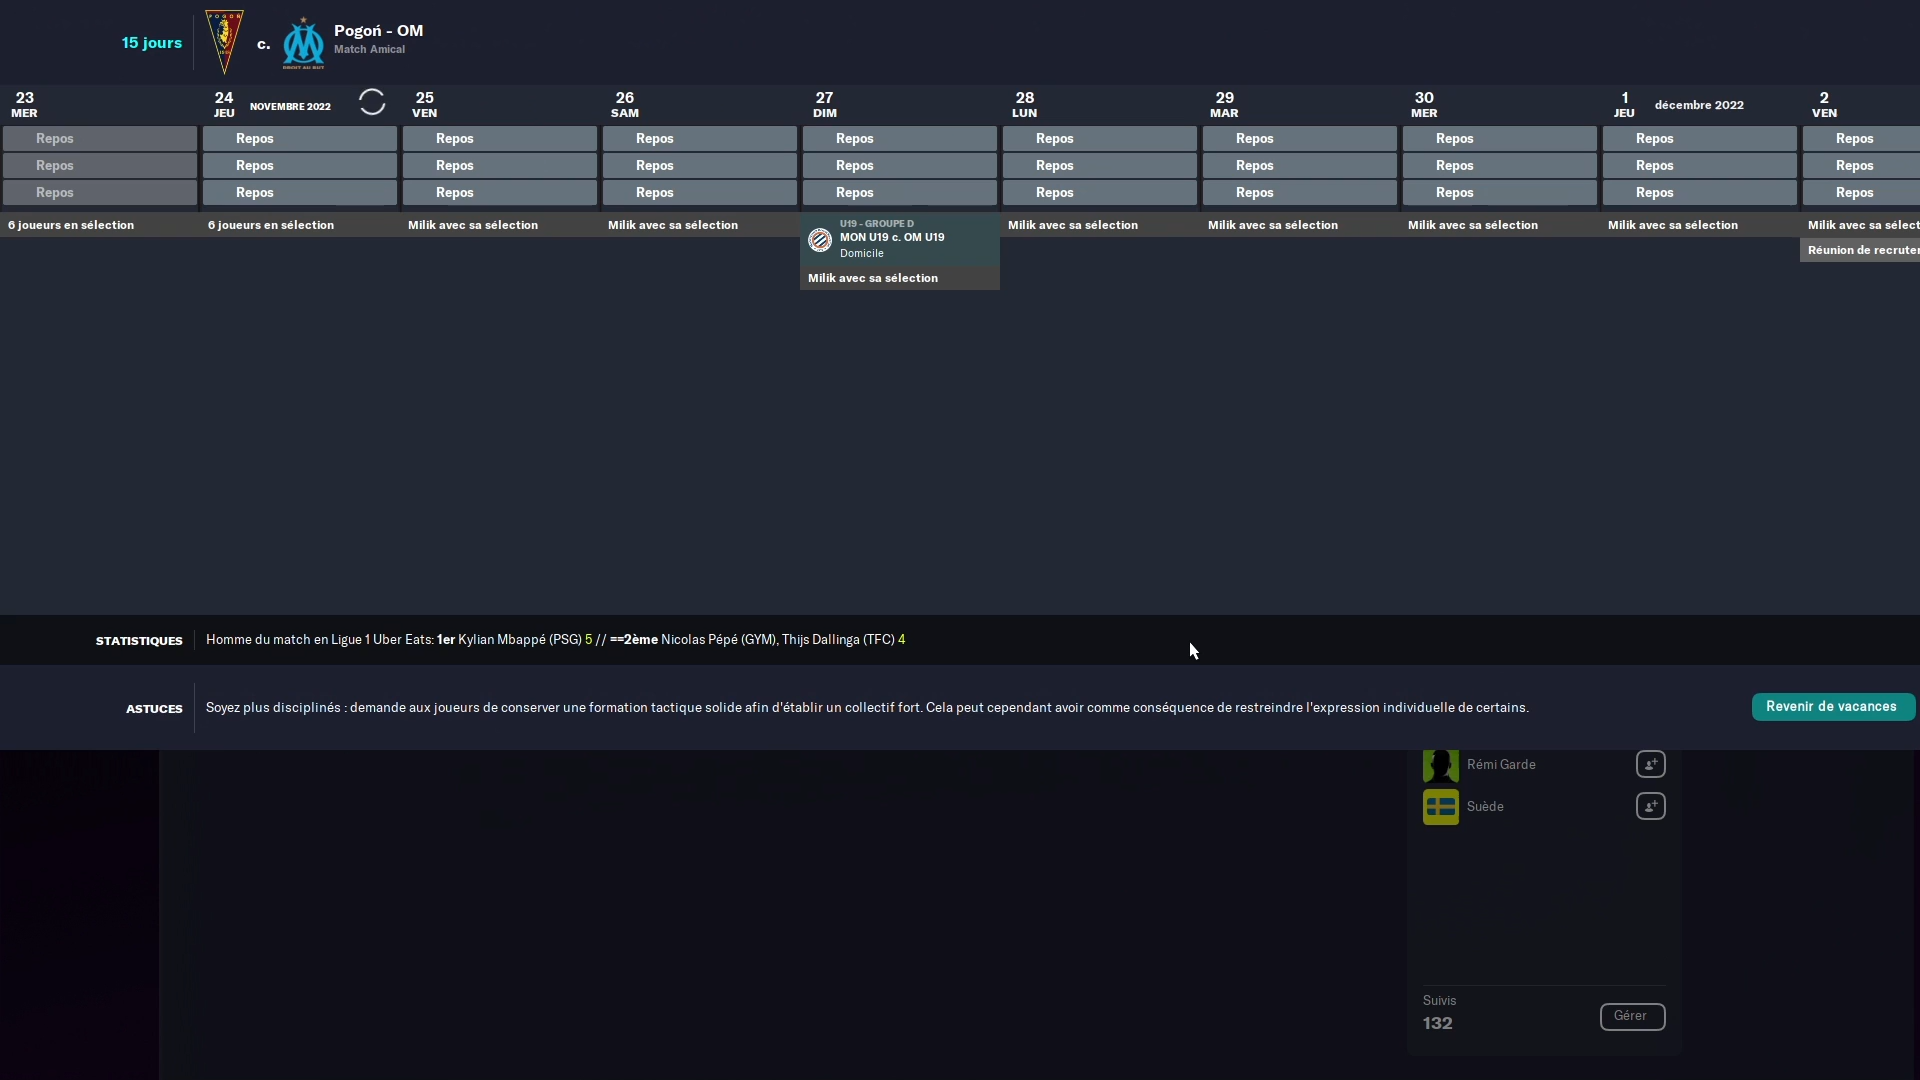 15 jours
c.
Pogoń - OM
Match Amical
23
MER
24
JEU
NOVEMBRE 2022
25
VEN
26
SAM
27
DIM
28
LUN
29
MAR
30
MER
1
JEU
décembre 2022
2
VEN
Repos Repos Repos Repos Repos Repos Repos Repos Repos Repos
Repos Repos Repos Repos Repos Repos Repos Repos Repos Repos
Repos Repos Repos Repos Repos Repos Repos Repos Repos Repos
6 joueurs en sélection
6 joueurs en sélection
Milik avec sa sélection
Milik avec sa sélection
U19 - GROUPE D
MON U19 c. OM U19
Domicile
Milik avec sa sélection
Milik avec sa sélection
Milik avec sa sélection
Milik avec sa sélection
Milik avec sa sélection
Milik avec sa sélect
Réunion de recruter
STATISTIQUES
Homme du match en Ligue 1 Uber Eats: 1er Kylian Mbappé (PSG) 5 // ==2ème Nicolas Pépé (GYM), Thijs Dallinga (TFC) 4
ASTUCES
Soyez plus disciplinés : demande aux joueurs de conserver une formation tactique solide afin d'établir un collectif fort. Cela peut cependant avoir comme conséquence de restreindre l'expression individuelle de certains.
Revenir de vacances
Rémi Garde
Suède
Suivis
132
Gérer